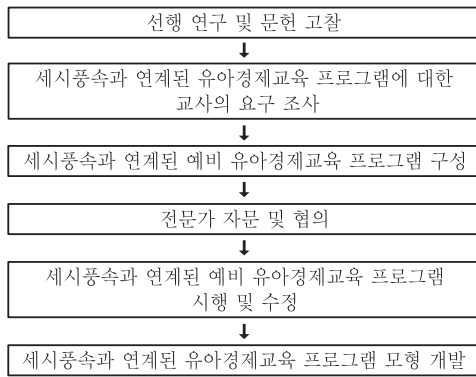 선행 연구 및 문헌 고찰
세시풍속과 연계된 유아경제교육 프로그램에 대한
교사의 요구 조사
세시풍속과 연계된 예비 유아경제교육 프로그램 구성
전문가 자문 및 협의
세시풍속과 연계된 예비 유아경제교육 프로그램
시행 및 수정
세시풍속과 연계된 유아경제교육 프로그램 모형 개발